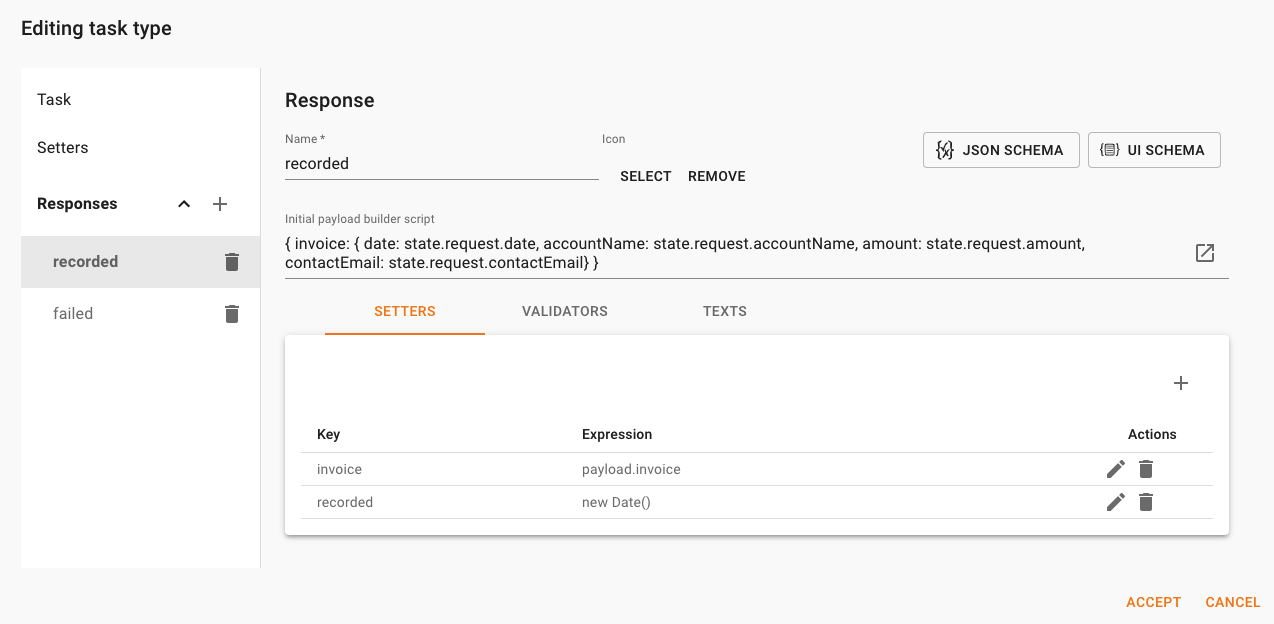 Editing task type
Task
Setters
Responses
recorded
failed
Response
Name *
recorded
Icon
SELECT REMOVE
JSON SCHEMA
UI SCHEMA
Initial payload builder script
{ invoice: { date: state.request.date, accountName: state.request.accountName, amount: state.request.amount,
contactEmail: state.request.contactEmail} }
SETTERS VALIDATORS TEXTS
Key Expression Actions
invoice payload.invoice
recorded new Date()
ACCEPT CANCEL